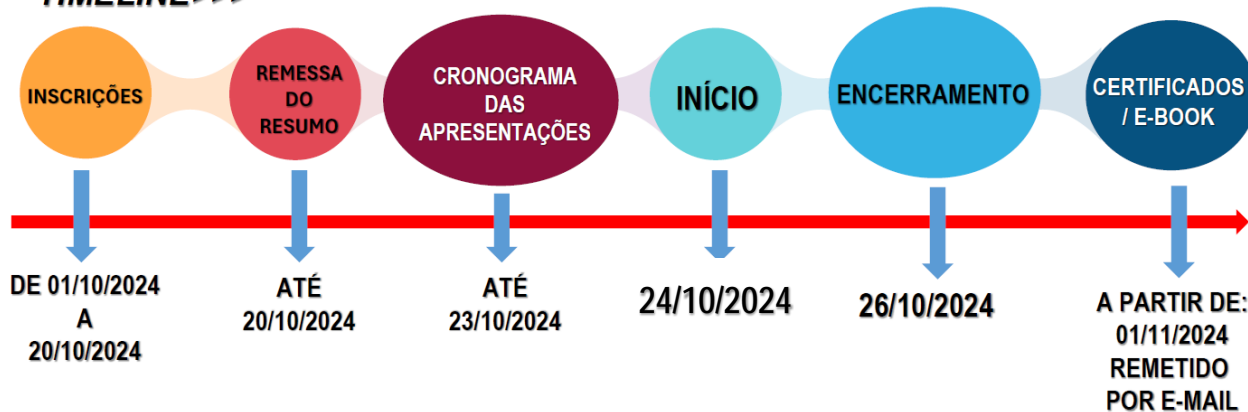 TIMELINE>>>
INSCRIÇÕES
REMESSA
DO
RESUMO
CRONOGRAMA
DAS
APRESENTAÇÕES
INÍCIO
ENCERRAMENTO
CERTIFICADOS
/ E-BOOK
DE 01/10/2024
A
20/10/2024
ATÉ
20/10/2024
ATÉ
23/10/2024
24/10/2024
26/10/2024
A PARTIR DE:
01/11/2024
REMETIDO
POR E-MAIL